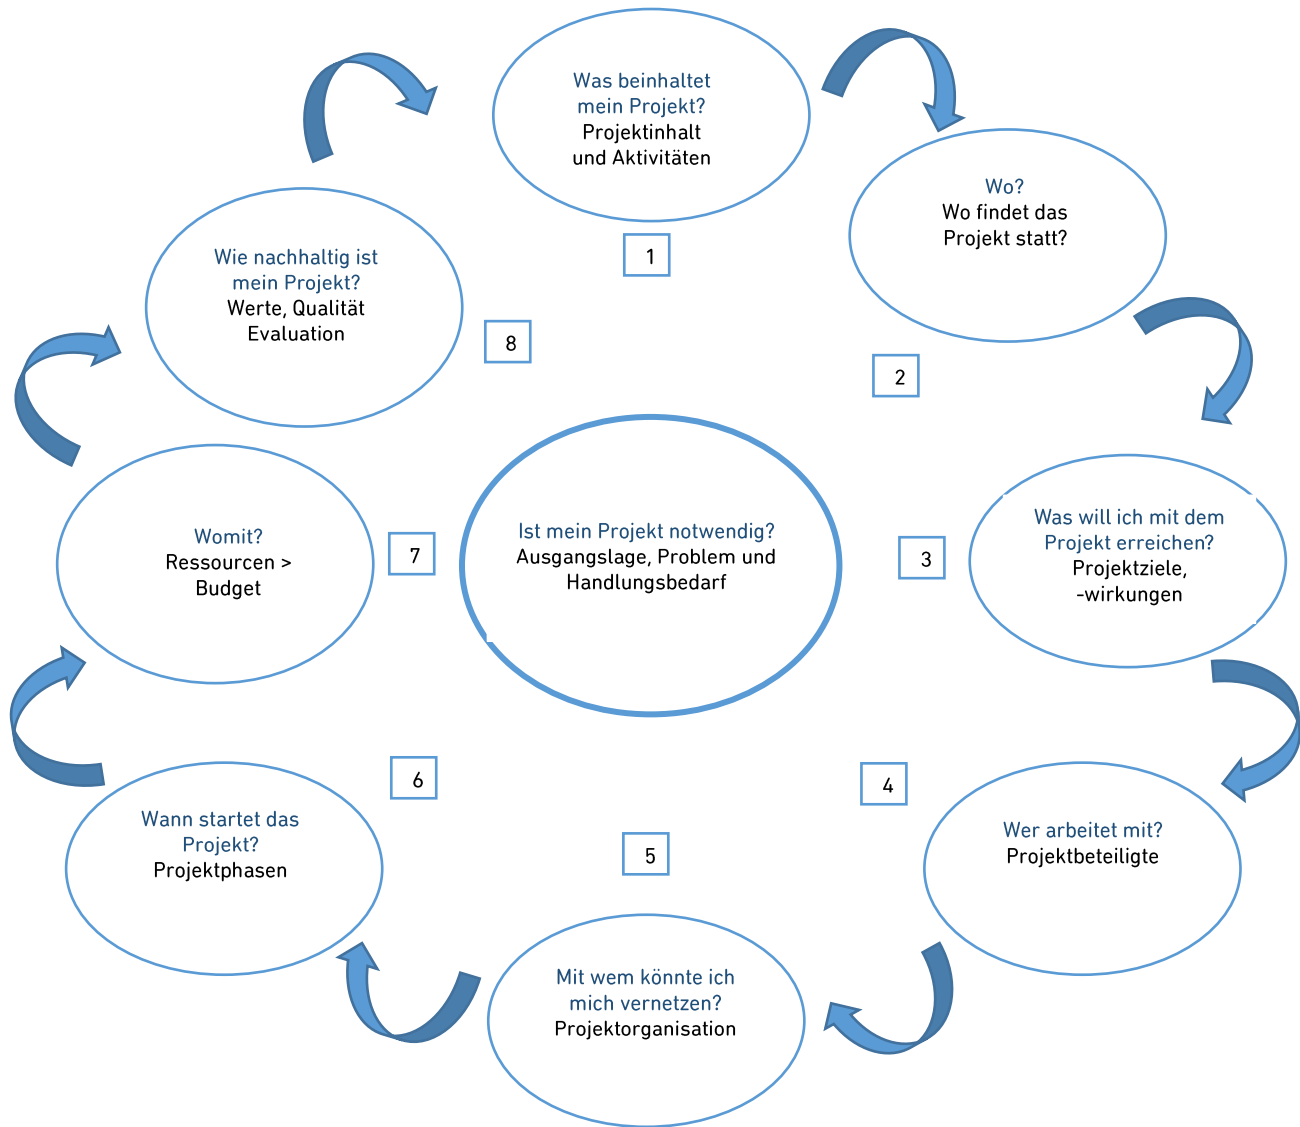 Was beinhaltet
mein Projekt?
Projektinhalt
und Aktivitäten
1
Wo?
Wo findet das
Projekt statt?
2
Was will ich mit dem
Projekt erreichen?
Projektziele,
-wirkungen
3
Wer arbeitet mit?
Projektbeteiligte
4
Mit wem könnte ich
mich vernetzen?
Projektorganisation
5
Wann startet das
Projekt?
Projektphasen
6
Womit?
Ressourcen >
Budget
7
Wie nachhaltig ist
mein Projekt?
Werte, Qualität
Evaluation
8
Ist mein Projekt notwendig?
Ausgangslage, Problem und
Handlungsbedarf